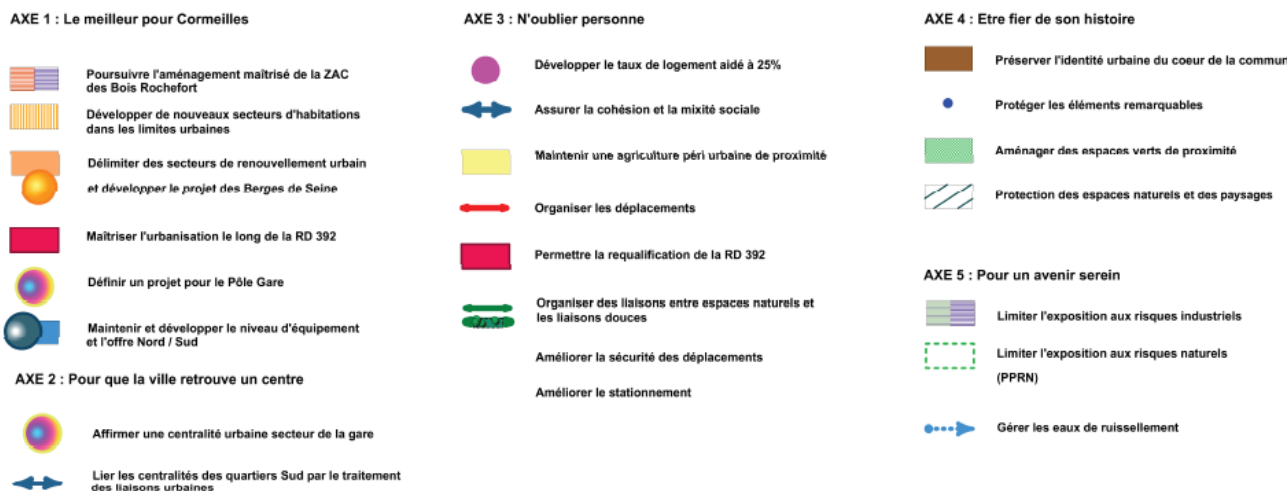 AXE 1 : Le meilleur pour Cormeilles
Poursuivre l'aménagement maîtrisé de la ZAC
des Bois Rochefort
Développer de nouveaux secteurs d'habitations
dans les limites urbaines
Délimiter des secteurs de renouvellement urbain
et développer le projet des Berges de Seine
Maîtriser l'urbanisation le long de la RD 392
Définir un projet pour le Pôle Gare
Maintenir et développer le niveau d'équipement
et l'offre Nord / Sud
AXE 2 : Pour que la ville retrouve un centre
Affirmer une centralité urbaine secteur de la gare
Lier les centralités des quartiers Sud par le traitement
des liaisons urbaines
AXE 3 : N'oublier personne
Développer le taux de logement aidé à 25%
Assurer la cohésion et la mixité sociale
Maintenir une agriculture péri urbaine de proximité
Organiser les déplacements
Permettre la requalification de la RD 392
Organiser des liaisons entre espaces naturels et
les liaisons douces
Améliorer la sécurité des déplacements
Améliorer le stationnement
AXE 4 : Etre fier de son histoire
Préserver l'identité urbaine du coeur de la commun
Protéger les éléments remarquables
Aménager des espaces verts de proximité
Protection des espaces naturels et des paysages
AXE 5 : Pour un avenir serein
Limiter l'exposition aux risques industriels
Limiter l'exposition aux risques naturels
(PPRN)
Gérer les eaux de ruissellement